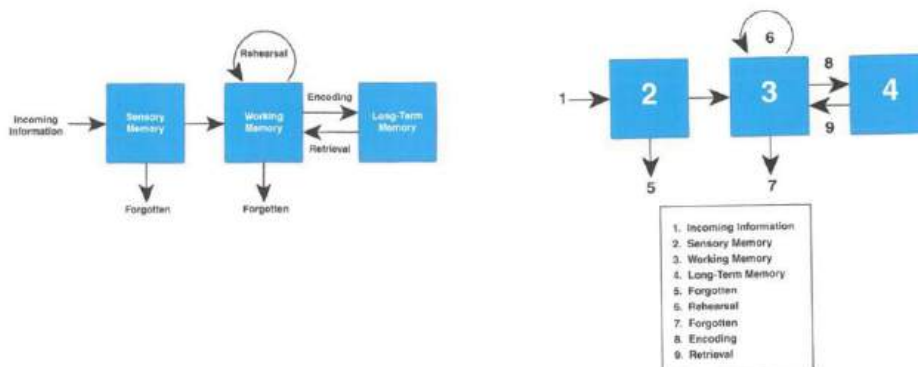 Rehearsal
Encoding
Incoming
Information
Sensory
Memory
Working
Memory
Long-Term
Memory
Retrieval
Forgotten
Forgotten
6
8
1
2
3
4
9
5
7
1. Incoming Information
2. Sensory Memory
3. Working Memory
4. Long-Term Memory
5. Forgotten
6. Rehearsal
7. Forgotten
8. Encoding
9. Retrieval